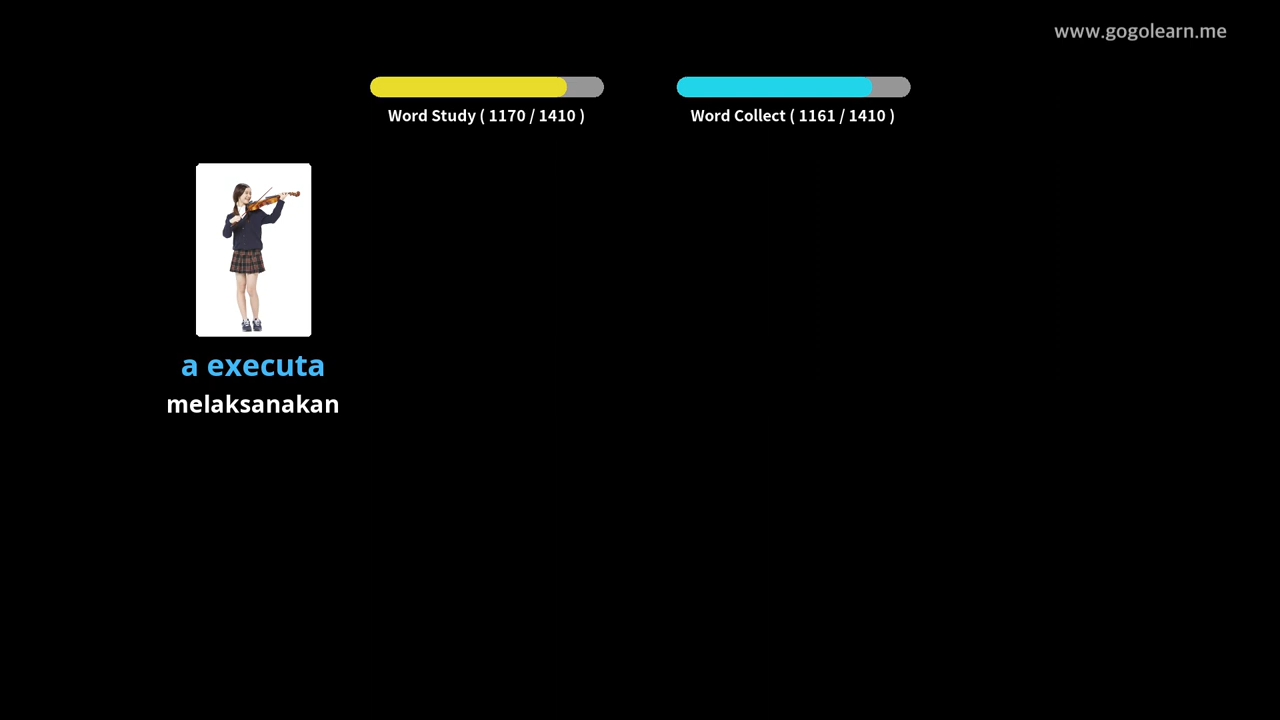 www.gogolearn.me
Word Study ( 1170 / 1410 )
Word Collect ( 1161 / 1410 )
a executa
melaksanakan